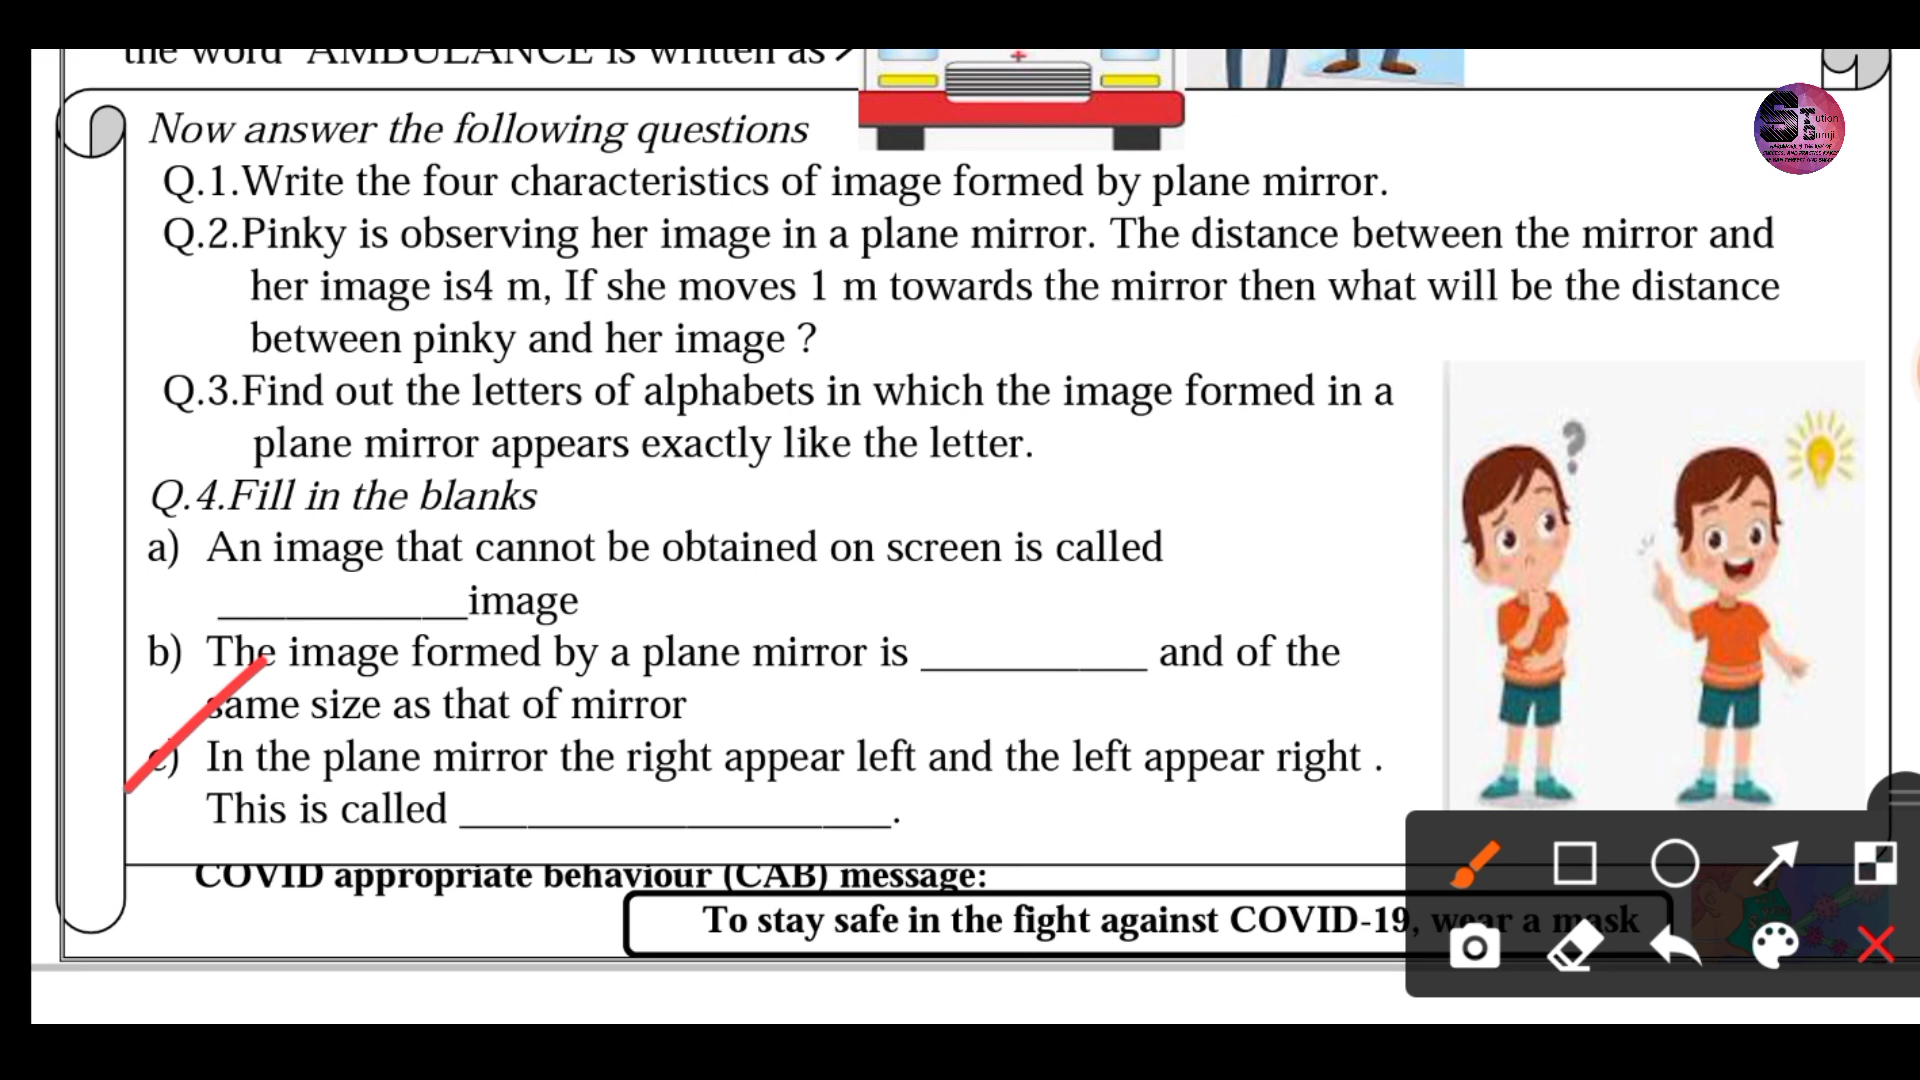 the word "AMBULANCE is written as
Now answer the following questions
Q.1.Write the four characteristics of image formed by plane mirror.
Q.2.Pinky is observing her image in a plane mirror. The distance between the mirror and
her image is4 m, If she moves 1 m towards the mirror then what will be the distance
between pinky and her image ?
Q.3.Find out the letters of alphabets in which the image formed in a
plane mirror appears exactly like the letter.
Q.4.Fill in the blanks
a) An image that cannot be obtained on screen is called
___________image
b) The image formed by a plane mirror is __________ and of the
same size as that of mirror
c) In the plane mirror the right appear left and the left appear right .
This is called ___________________.
COVID appropriate behaviour (CAB) message:
To stay safe in the fight against COVID-19, wear a mask